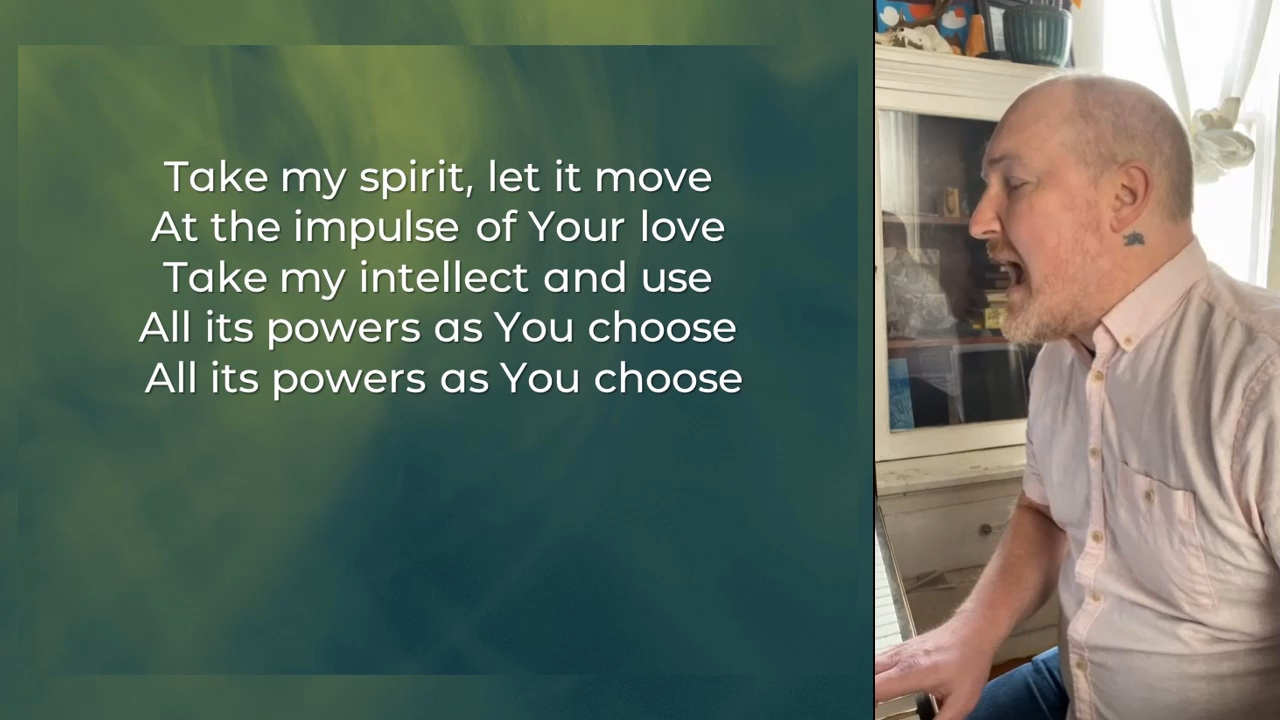 Take my spirit, let it move
At the impulse of Your love
Take my intellect and use
All its powers as You choose
All its powers as You choose